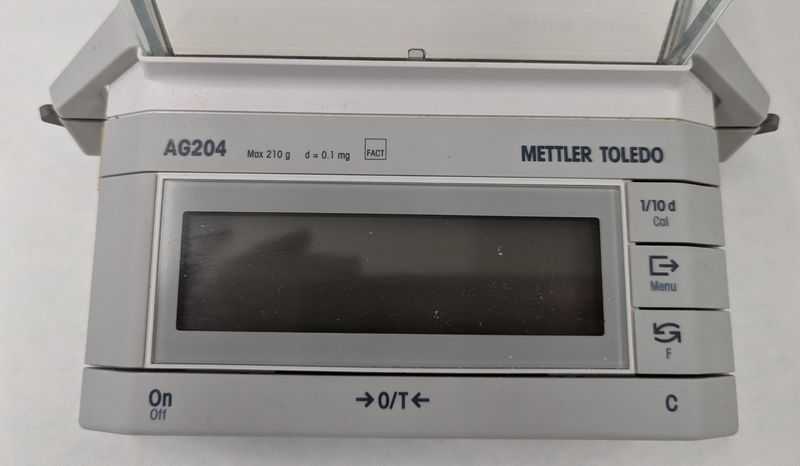 AG204 Max 210 g d = 0.1 mg FACT METTLER TOLEDO
1/10 d
Cal
Menu
F
On
Off
→0/T←
C